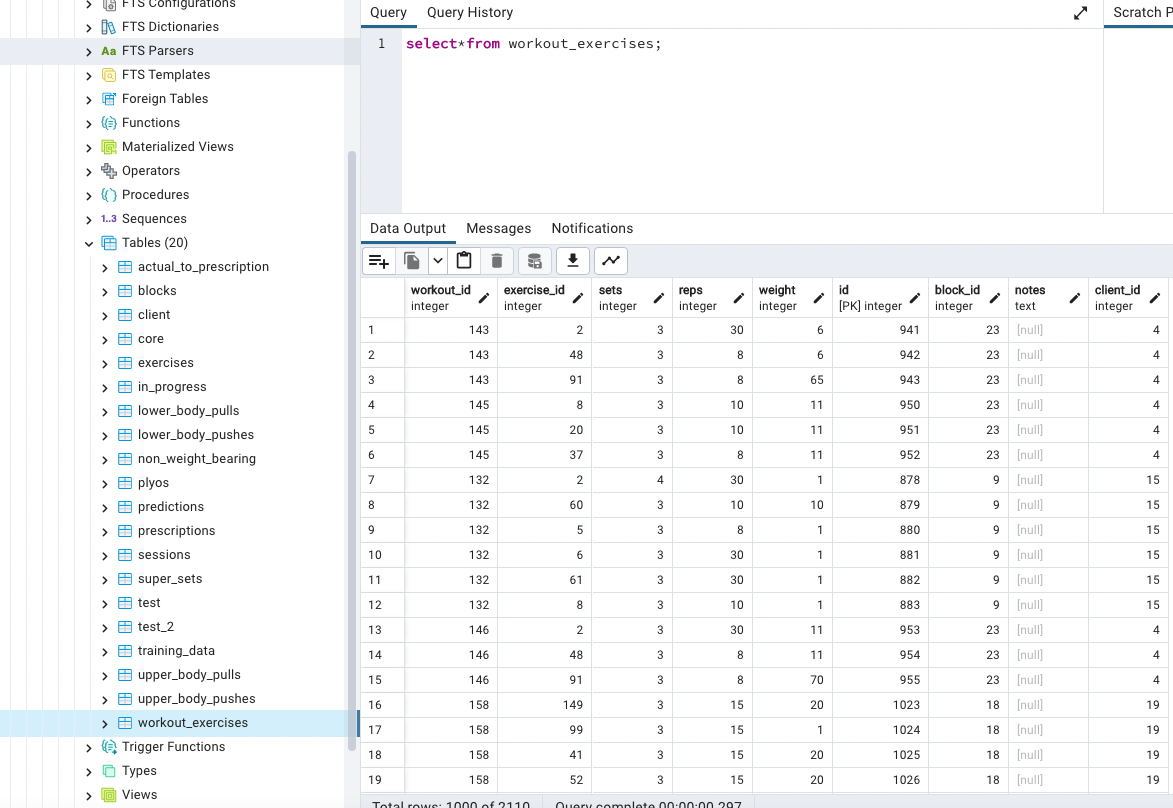 FTS Configurations
FTS Dictionaries
Aa FTS Parsers
FTS Templates
Foreign Tables
Functions
Materialized Views
Operators
Procedures
1..3 Sequences
Tables (20)
actual_to_prescription
blocks
client
core
exercises
in_progress
lower_body_pulls
lower_body_pushes
non_weight_bearing
plyos
predictions
prescriptions
sessions
super_sets
test
test_2
training_data
upper_body_pulls
upper_body_pushes
workout_exercises
Trigger Functions
Types
Views
Query Query History Scratch P
1 select*from workout_exercises;
Data Output Messages Notifications
workout_id exercise_id sets reps weight id block_id notes client_id
integer integer integer integer integer [PK] integer integer text integer
1 143 2 3 30 6 941 23 [null] 4
2 143 48 3 8 6 942 23 [null] 4
3 143 91 3 8 65 943 23 [null] 4
4 145 8 3 10 11 950 23 [null] 4
5 145 20 3 10 11 951 23 [null] 4
6 145 37 3 8 11 952 23 [null] 4
7 132 2 4 30 1 878 9 [null] 15
8 132 60 3 10 10 879 9 [null] 15
9 132 5 3 8 1 880 9 [null] 15
10 132 6 3 30 1 881 9 [null] 15
11 132 61 3 30 1 882 9 [null] 15
12 132 8 3 10 1 883 9 [null] 15
13 146 2 3 30 11 953 23 [null] 4
14 146 48 3 8 11 954 23 [null] 4
15 146 91 3 8 70 955 23 [null] 4
16 158 149 3 15 20 1023 18 [null] 19
17 158 99 3 15 1 1024 18 [null] 19
18 158 41 3 15 20 1025 18 [null] 19
19 158 52 3 15 20 1026 18 [null] 19
Total rows: 1000 of 2110 Query complete 00:00:00.297